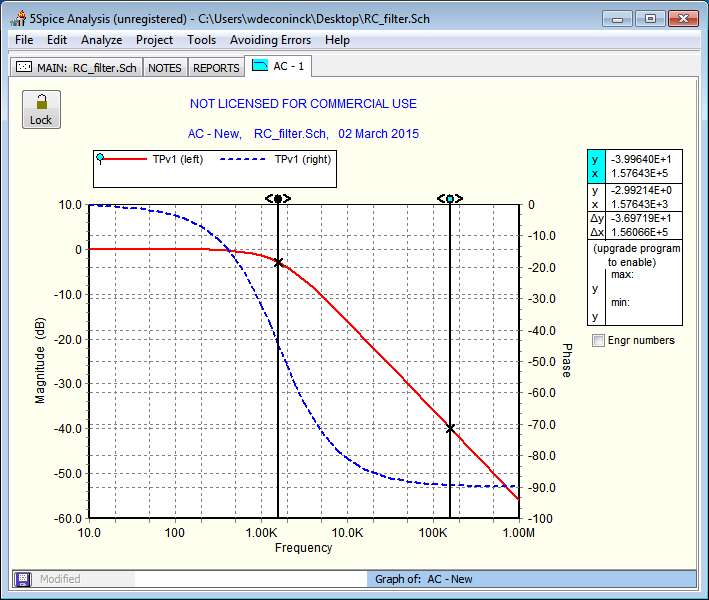 5Spice Analysis (unregistered) - C:\Users\wdeconinck\Desktop\RC_filter.Sch
File Edit Analyze Project Tools Avoiding Errors Help
MAIN: RC_filter.Sch NOTES REPORTS AC - 1
Lock
NOT LICENSED FOR COMMERCIAL USE
AC - New, RC_filter.Sch, 02 March 2015
TPv1 (left) TPv1 (right)
y -3.99640E+1
x 1.57643E+5
y -2.99214E+0
x 1.57643E+3
Δy -3.69719E+1
Δx 1.56066E+5
(upgrade program
to enable)
max:
y
min:
y
Engr numbers
10.0 0
0 -10.0
-10.0 -20.0
-20.0 -30.0
-30.0 -40.0
-40.0 -50.0
-50.0 -60.0
-60.0 -70.0
-80.0
-90.0
-100
Magnitude (dB)
Phase
10.0 100 1.00K 10.0K 100K 1.00M
Frequency
Modified Graph of: AC - New